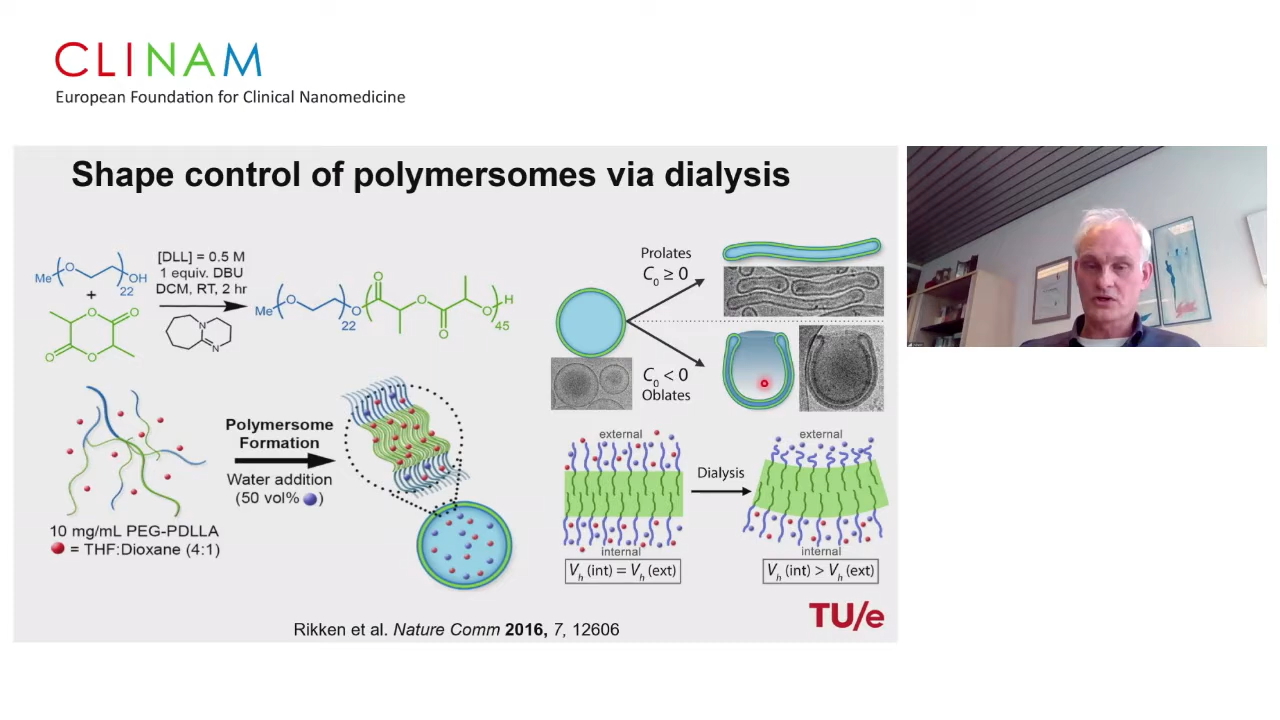 CLINAM
European Foundation for Clinical Nanomedicine
Shape control of polymersomes via dialysis
Me
O
22
OH
+
O
O
O
O
[DLL] = 0.5 M
1 equiv. DBU
DCM, RT, 2 hr
N
N
Me
O
22
O
O
O
O
O
H
45
Prolates
C₀ ≥ 0
C₀ < 0
Oblates
Polymersome
Formation
Water addition
(50 vol% )
10 mg/mL PEG-PDLLA
= THF:Dioxane (4:1)
external
internal
Vₕ (int) = Vₕ (ext)
Dialysis
external
internal
Vₕ (int) > Vₕ (ext)
TU/e
Rikken et al. Nature Comm 2016, 7, 12606